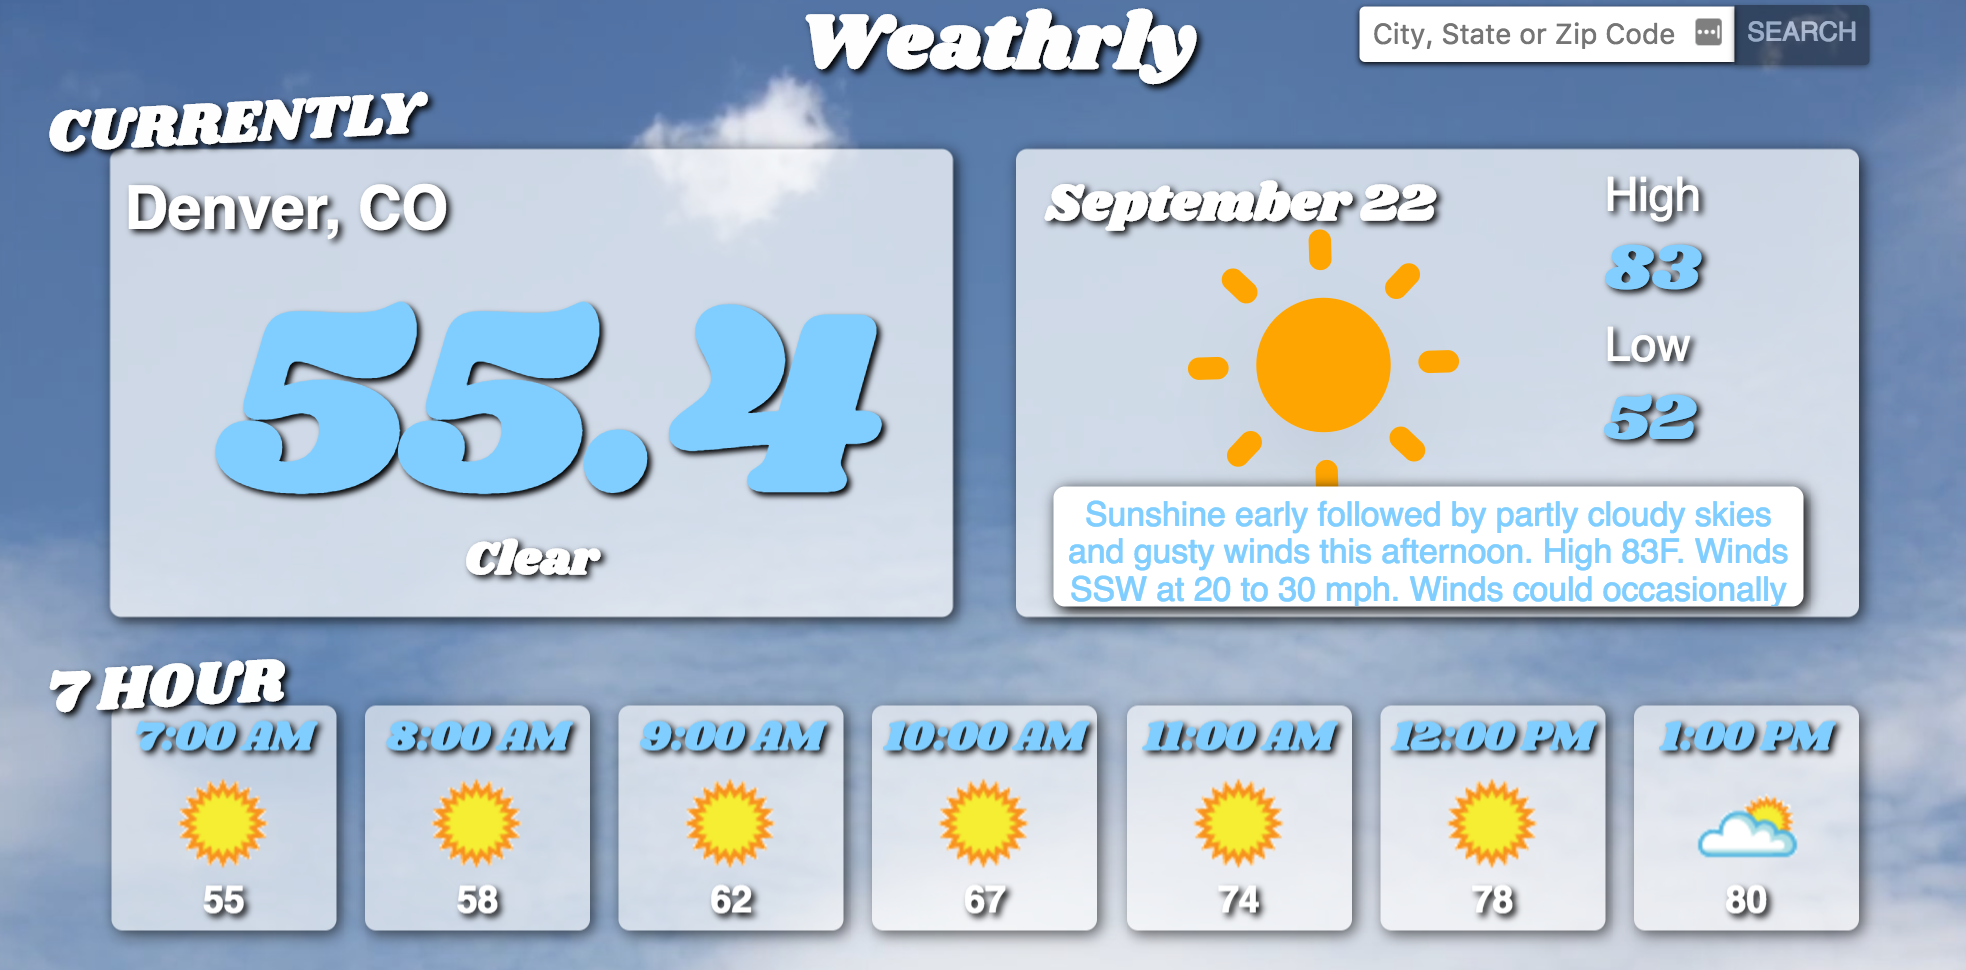 Weathrly
City, State or Zip Code
SEARCH
CURRENTLY
Denver, CO
55.4
Clear
September 22
High
83
Low
52
Sunshine early followed by partly cloudy skies
and gusty winds this afternoon. High 83F. Winds
SSW at 20 to 30 mph. Winds could occasionally
7 HOUR
7:00 AM
55
8:00 AM
58
9:00 AM
62
10:00 AM
67
11:00 AM
74
12:00 PM
78
1:00 PM
80